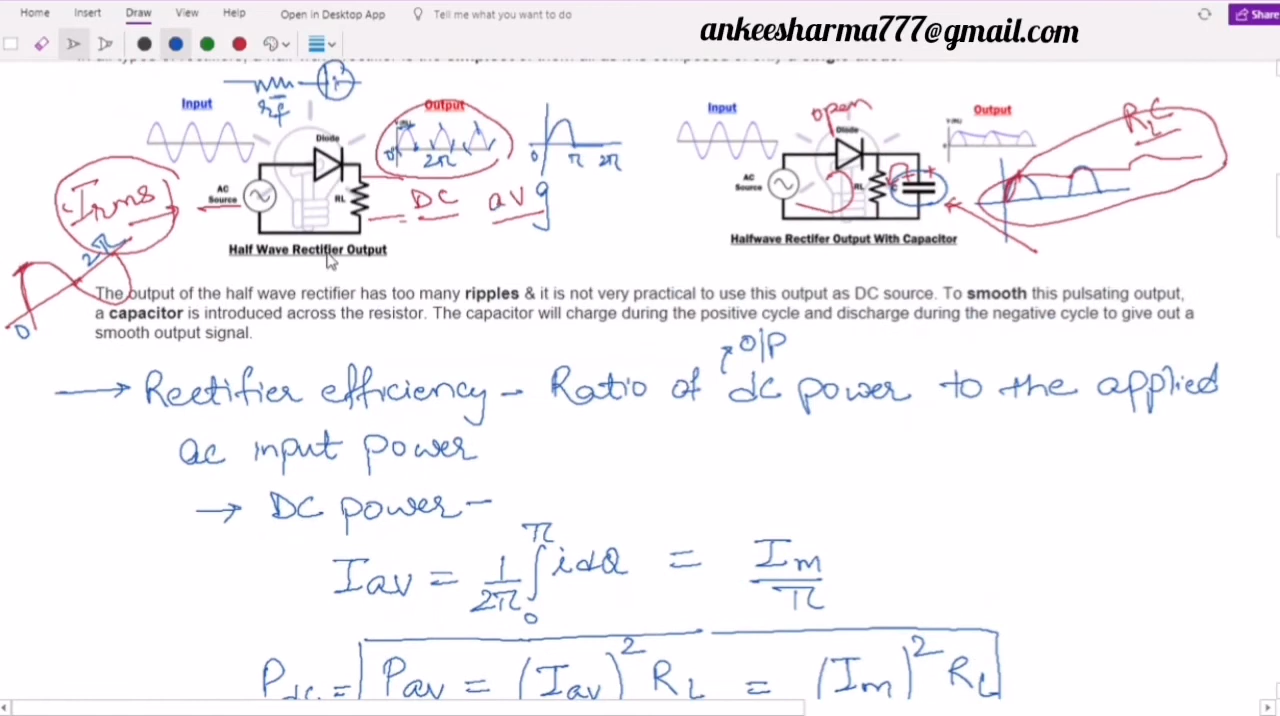 Home Insert Draw View Help Open in Desktop App Tell me what you want to do Share
ankeesharma777@gmail.com
Input
rf
Diode
Output
0 2π
0 π 2π
AC Source
RL
DC avg
Irms
0 2π
Half Wave Rectifier Output
Input
open
Diode
Output
RLC
AC Source
RL
Halfwave Rectifer Output With Capacitor
The output of the half wave rectifier has too many ripples & it is not very practical to use this output as DC source. To smooth this pulsating output,
a capacitor is introduced across the resistor. The capacitor will charge during the positive cycle and discharge during the negative cycle to give out a
smooth output signal.
O/P
→ Rectifier efficiency - Ratio of dc power to the applied
ac input power
→ DC power -
Iav = 1/2π ∫0^π i dθ = Im/π
Pdc = Pav = (Iav)² RL = (Im)² RL